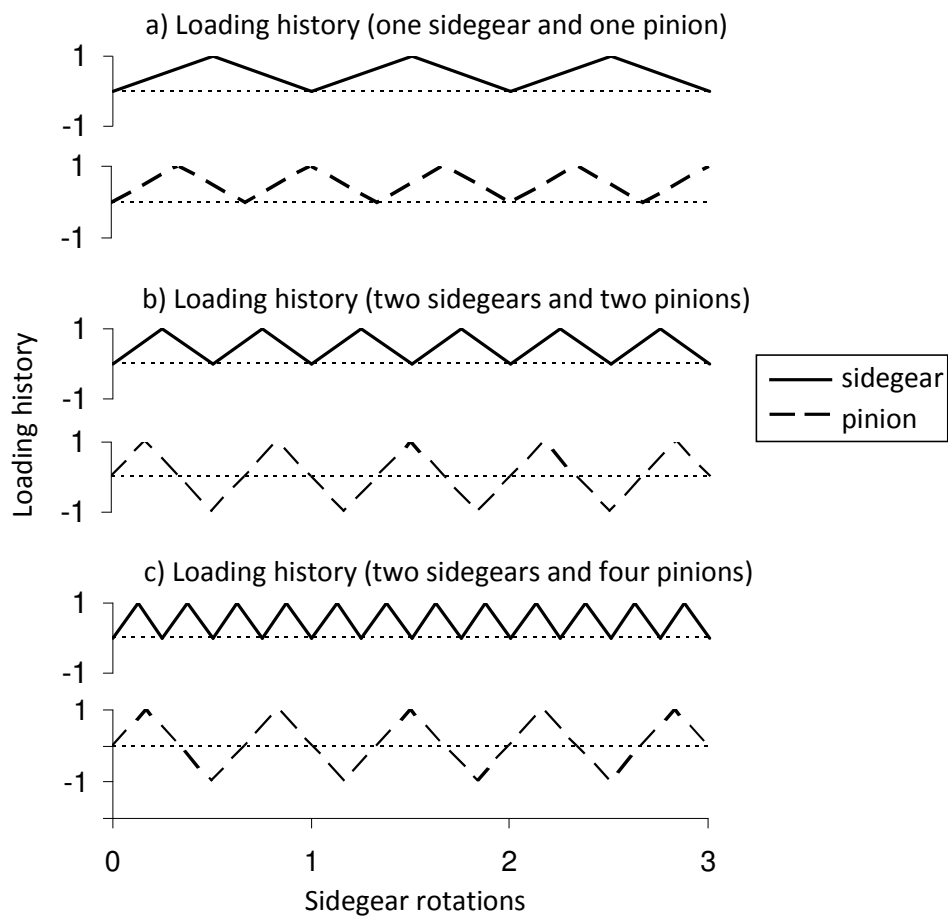 a) Loading history (one sidegear and one pinion)
1
-1
1
-1
b) Loading history (two sidegears and two pinions)
1
-1
1
-1
c) Loading history (two sidegears and four pinions)
1
-1
1
-1
0 1 2 3
Sidegear rotations
Loading history
sidegear
pinion